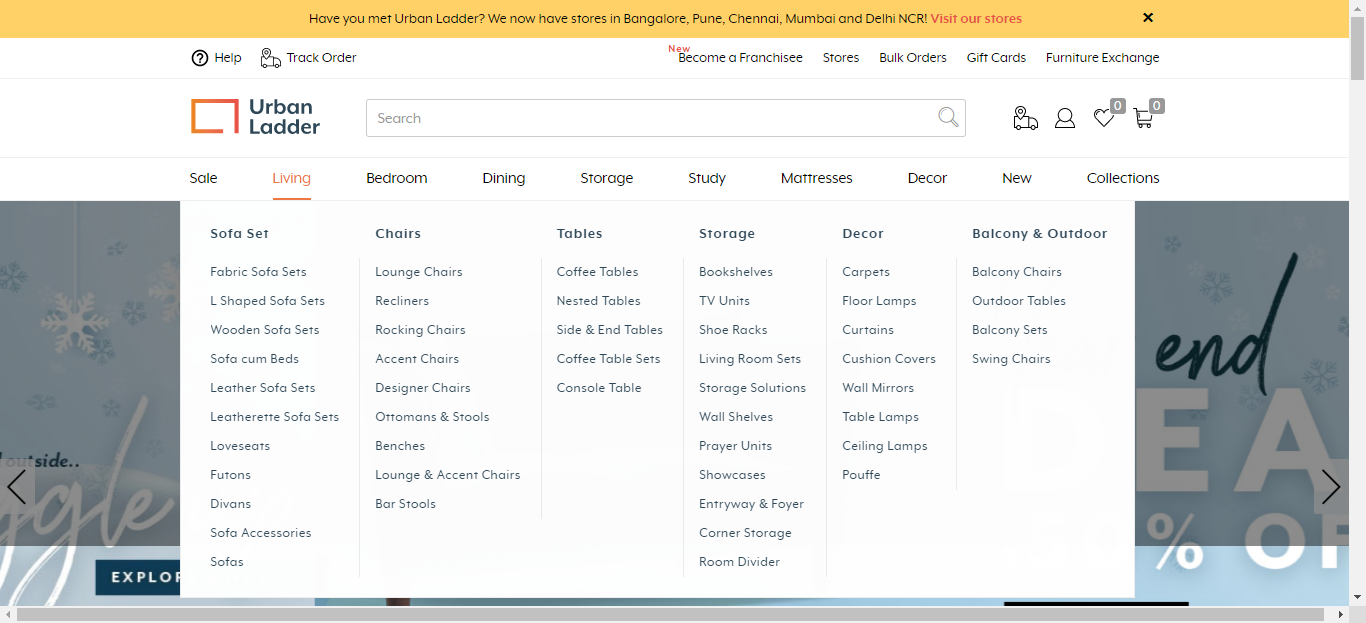 Have you met Urban Ladder? We now have stores in Bangalore, Pune, Chennai, Mumbai and Delhi NCR! Visit our stores
Help Track Order
New
Become a Franchisee Stores Bulk Orders Gift Cards Furniture Exchange
Urban
Ladder
Search
0 0
Sale Living Bedroom Dining Storage Study Mattresses Decor New Collections
Sofa Set
Fabric Sofa Sets
L Shaped Sofa Sets
Wooden Sofa Sets
Sofa cum Beds
Leather Sofa Sets
Leatherette Sofa Sets
Loveseats
Futons
Divans
Sofa Accessories
Sofas
Chairs
Lounge Chairs
Recliners
Rocking Chairs
Accent Chairs
Designer Chairs
Ottomans & Stools
Benches
Lounge & Accent Chairs
Bar Stools
Tables
Coffee Tables
Nested Tables
Side & End Tables
Coffee Table Sets
Console Table
Storage
Bookshelves
TV Units
Shoe Racks
Living Room Sets
Storage Solutions
Wall Shelves
Prayer Units
Showcases
Entryway & Foyer
Corner Storage
Room Divider
Decor
Carpets
Floor Lamps
Curtains
Cushion Covers
Wall Mirrors
Table Lamps
Ceiling Lamps
Pouffe
Balcony & Outdoor
Balcony Chairs
Outdoor Tables
Balcony Sets
Swing Chairs
outside..
end
DEA
50% OF
EXPLOR